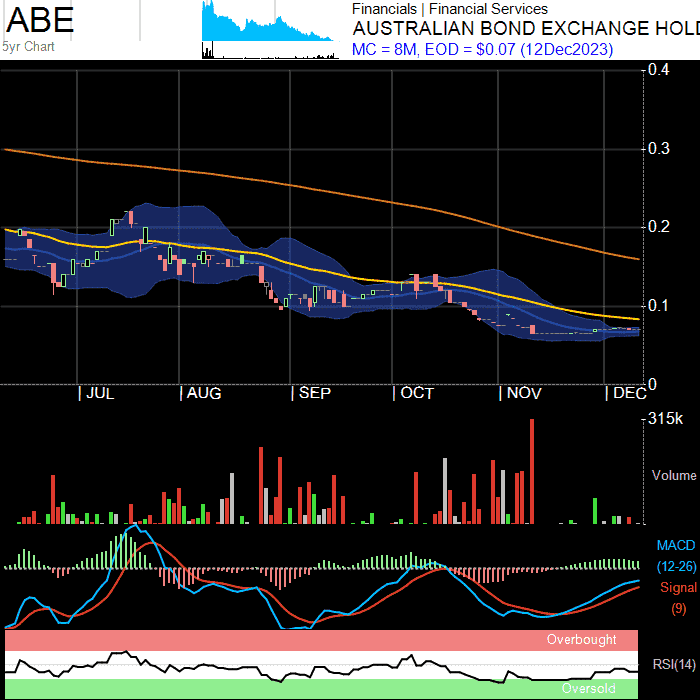 ABE
5yr Chart
Financials | Financial Services
AUSTRALIAN BOND EXCHANGE HOLD
MC = 8M, EOD = $0.07 (12Dec2023)
0.4
0.3
0.2
0.1
0
| JUL | AUG | SEP | OCT | NOV | DEC
315k
Volume
MACD
(12-26)
Signal
(9)
Overbought
RSI(14)
Oversold